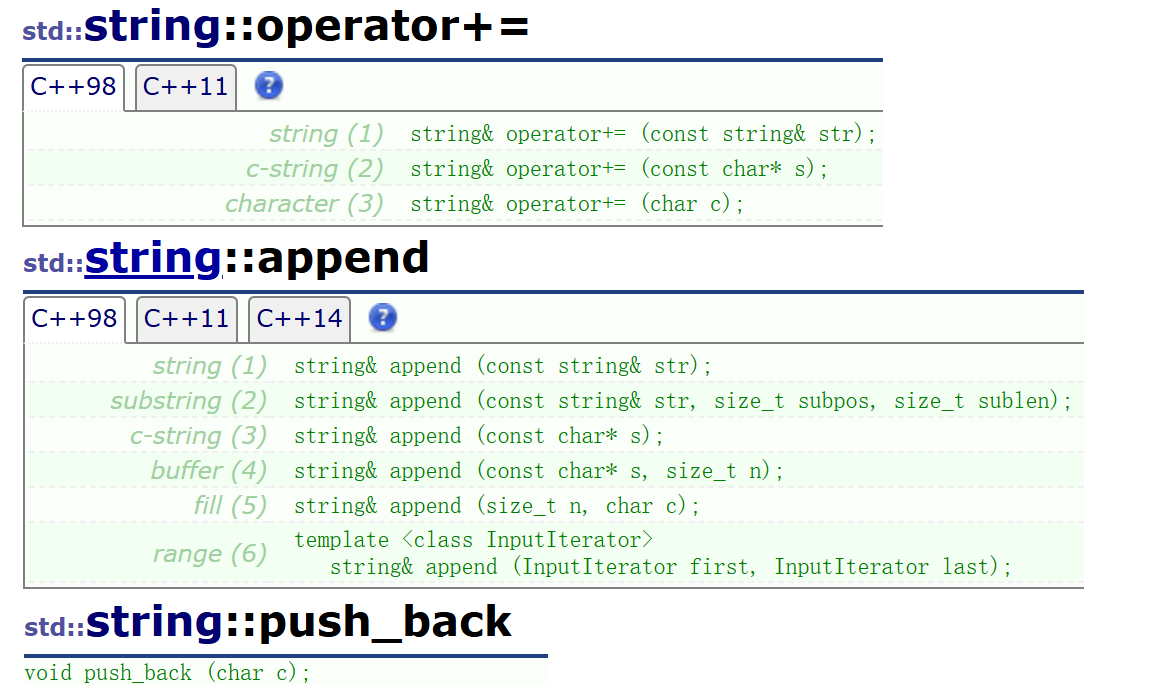 std::string::operator+=
C++98 C++11 ?
string (1) string& operator+= (const string& str);
c-string (2) string& operator+= (const char* s);
character (3) string& operator+= (char c);
std::string::append
C++98 C++11 C++14 ?
string (1) string& append (const string& str);
substring (2) string& append (const string& str, size_t subpos, size_t sublen);
c-string (3) string& append (const char* s);
buffer (4) string& append (const char* s, size_t n);
fill (5) string& append (size_t n, char c);
range (6) template <class InputIterator>
string& append (InputIterator first, InputIterator last);
std::string::push_back
void push_back (char c);